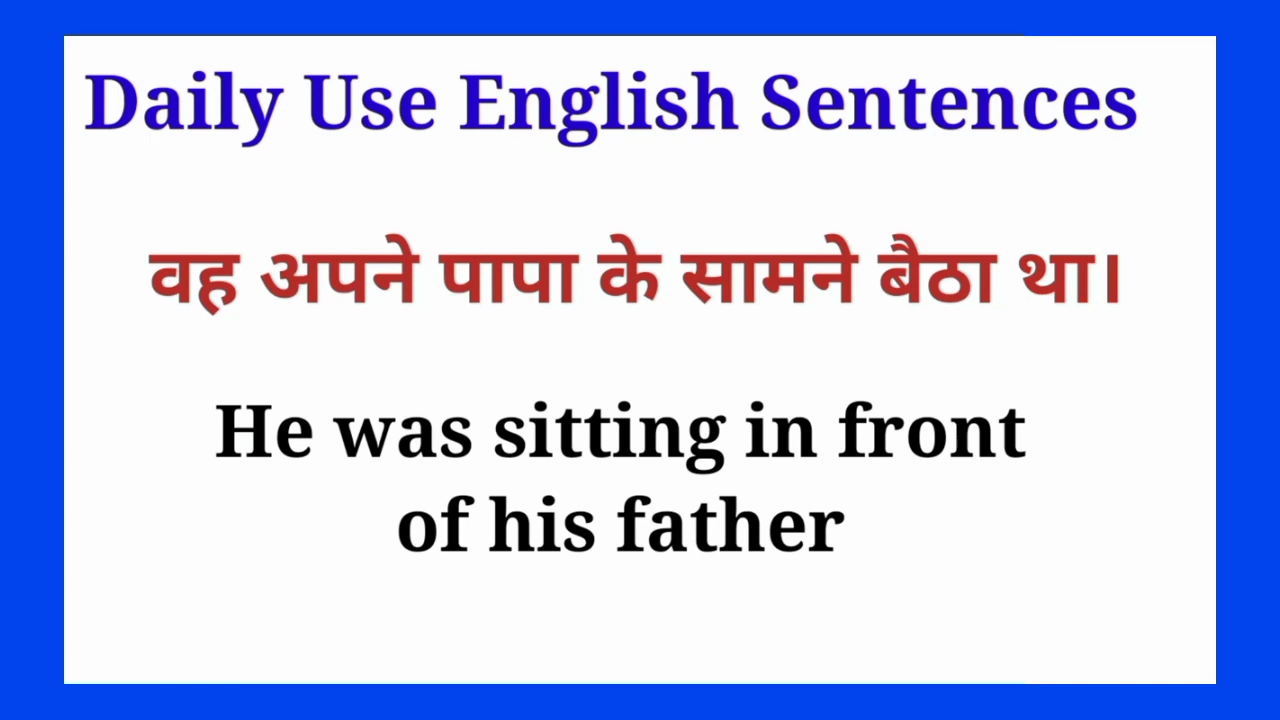 Daily Use English Sentences
वह अपने पापा के सामने बैठा था।
He was sitting in front
of his father